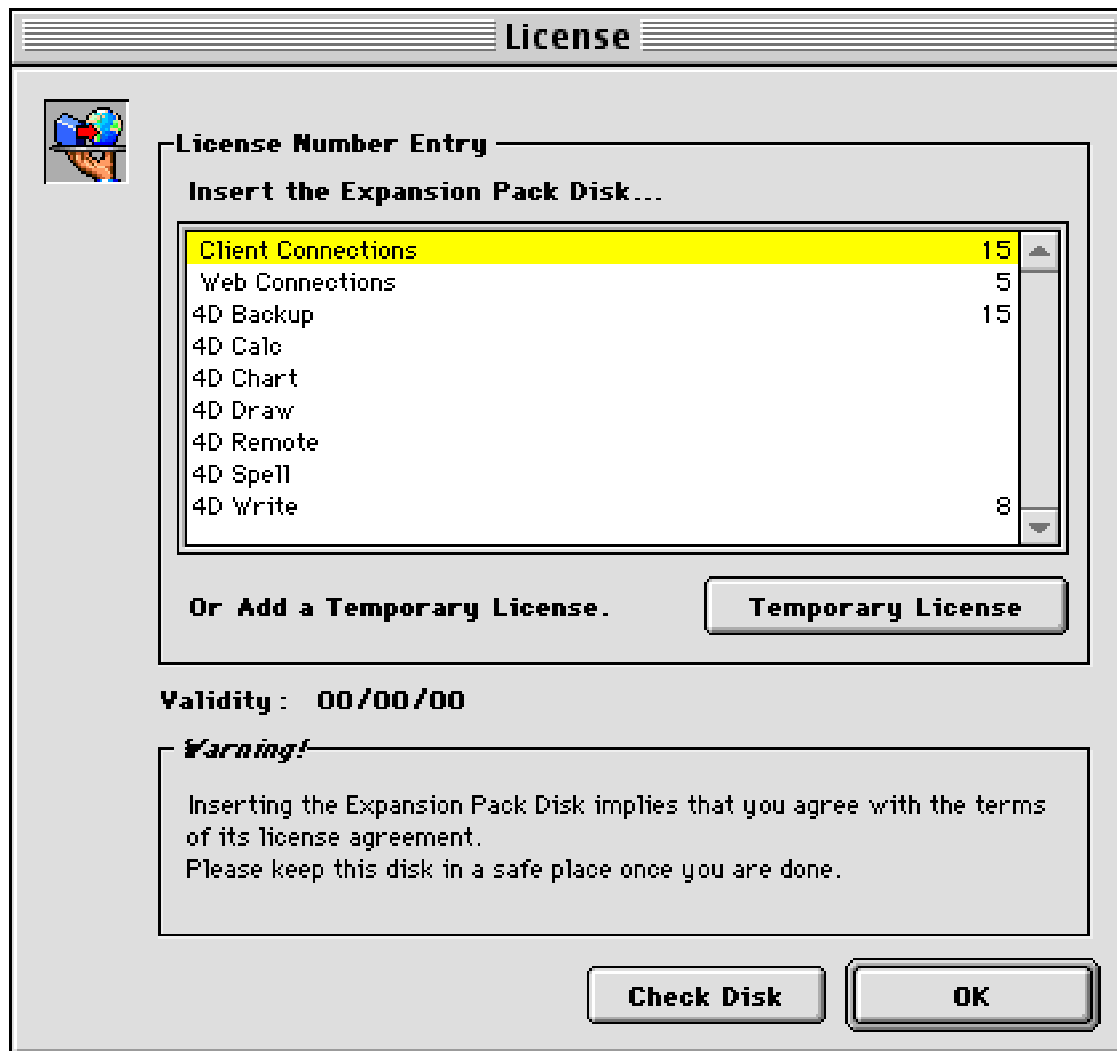 License
License Number Entry
Insert the Expansion Pack Disk...
Client Connections 15
Web Connections 5
4D Backup 15
4D Calc
4D Chart
4D Draw
4D Remote
4D Spell
4D Write 8
Or Add a Temporary License. Temporary License
Validity : 00/00/00
Warning!
Inserting the Expansion Pack Disk implies that you agree with the terms
of its license agreement.
Please keep this disk in a safe place once you are done.
Check Disk OK